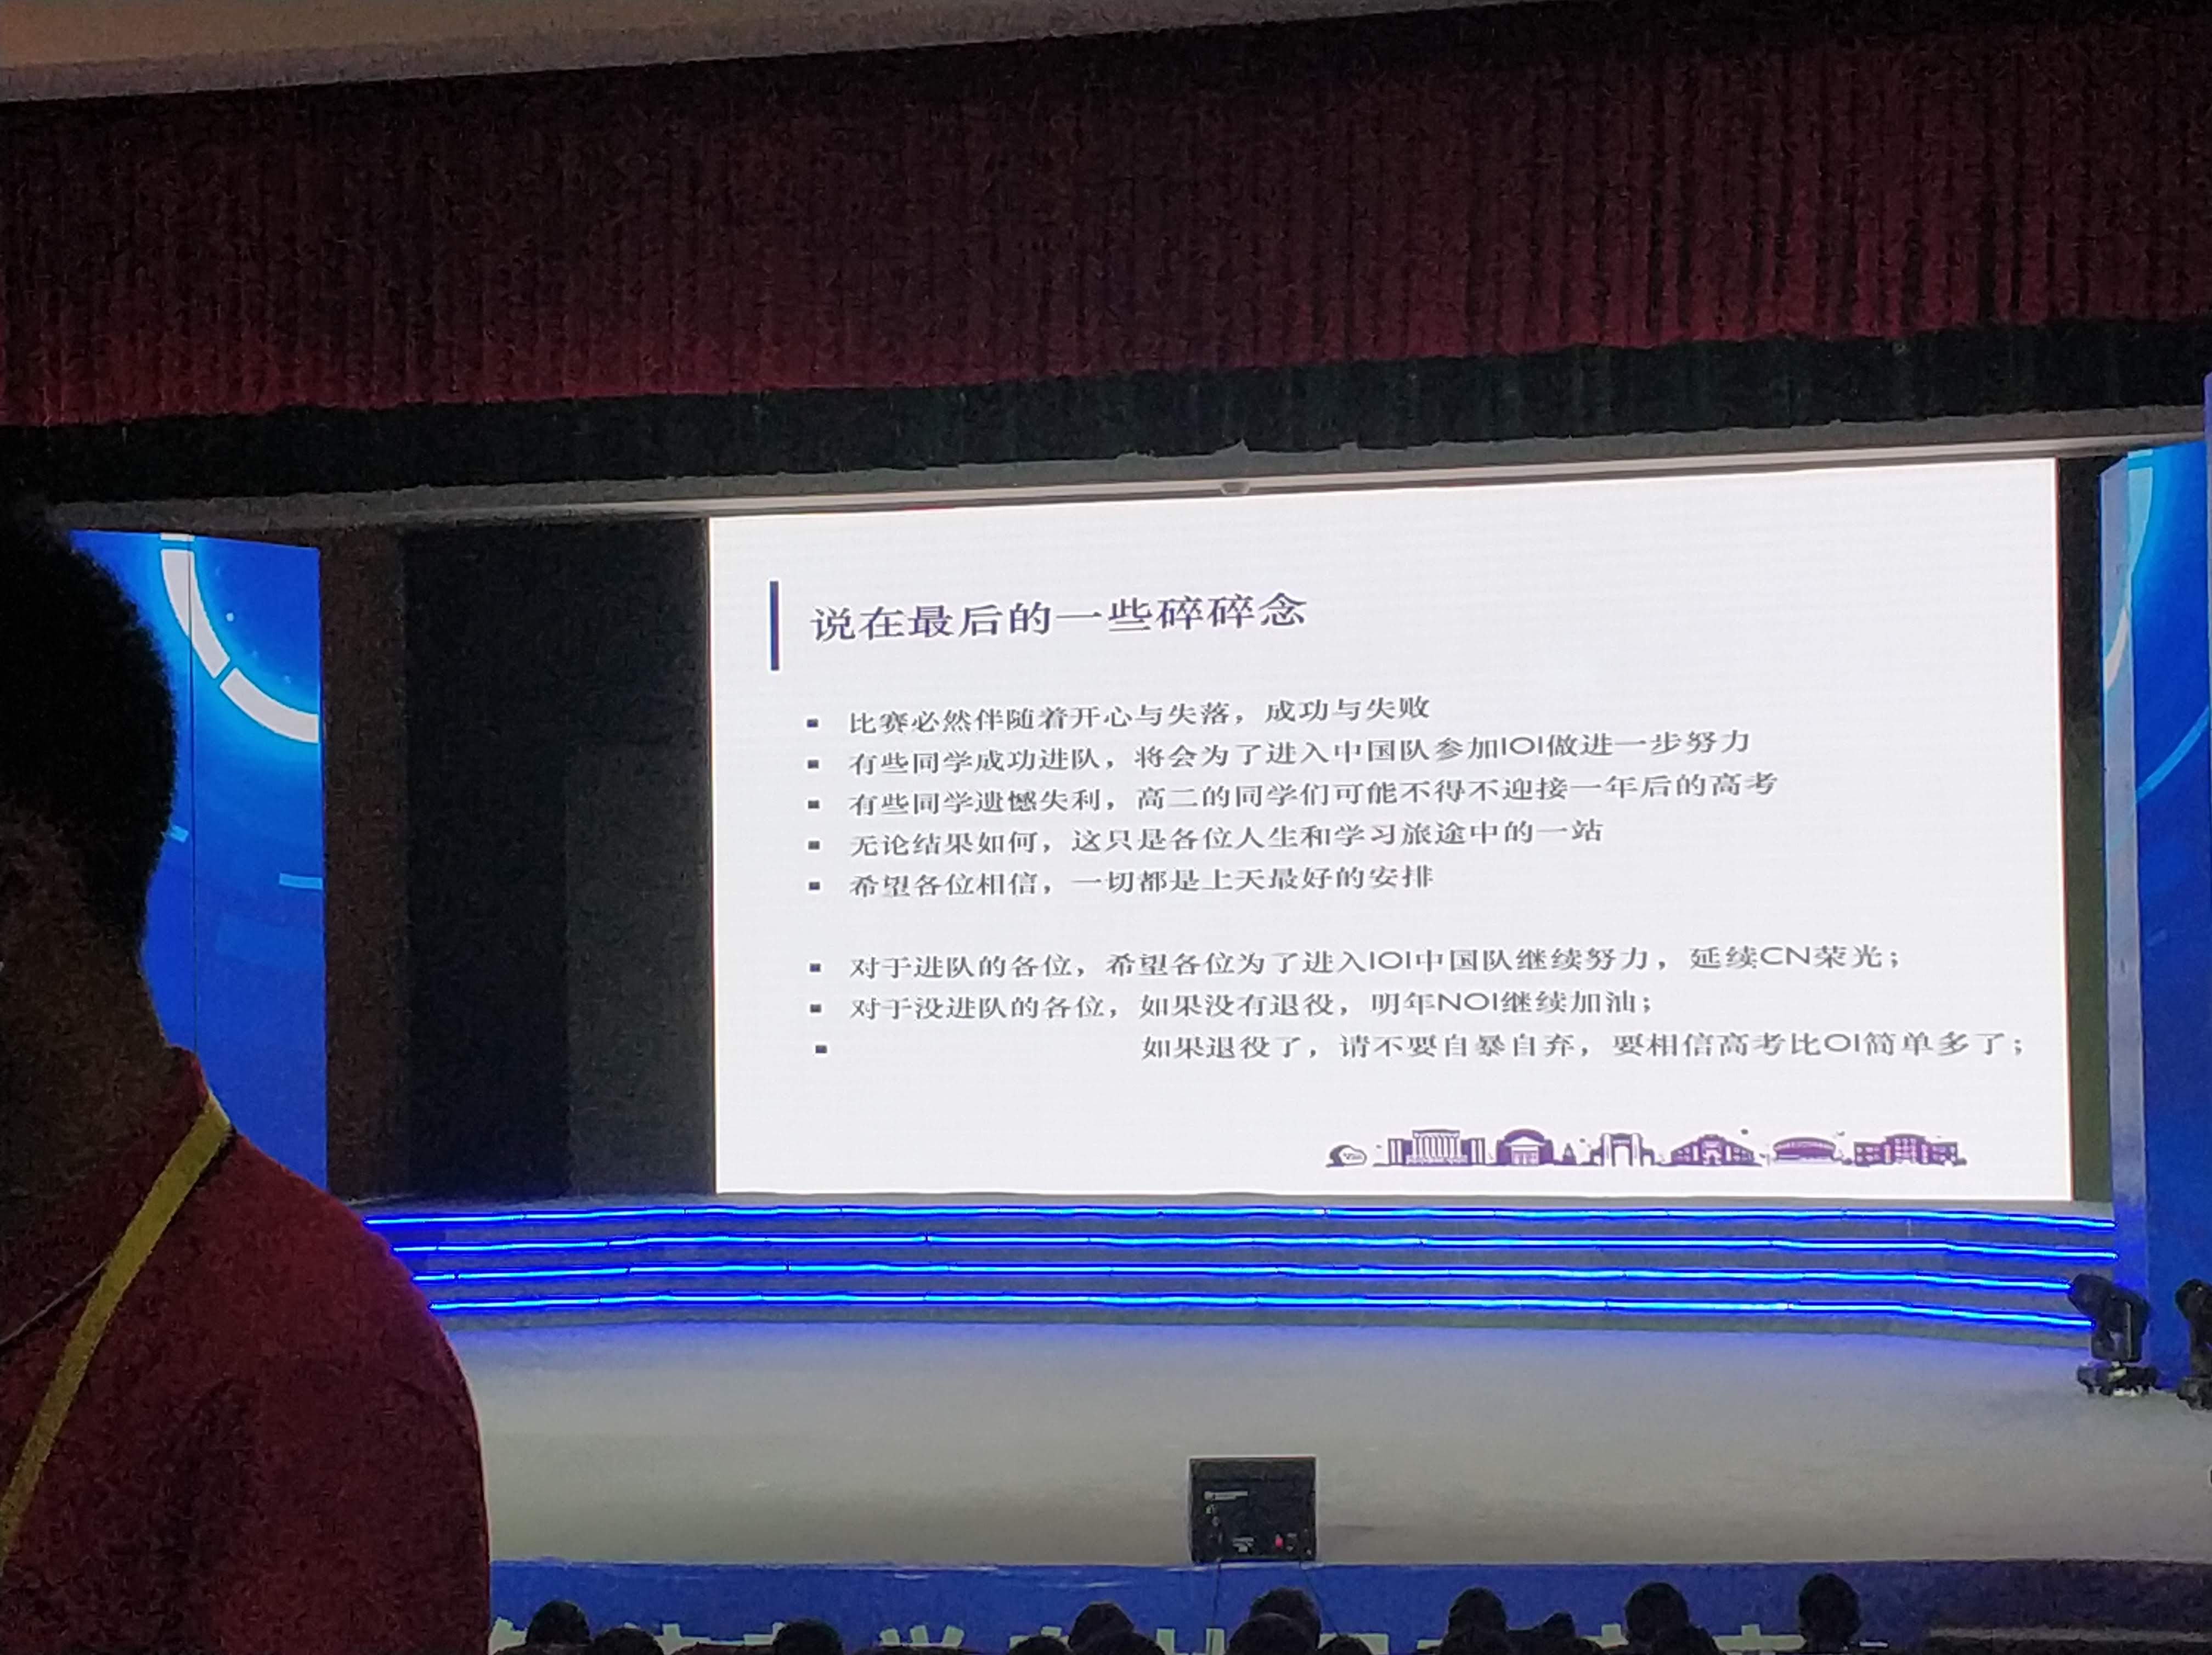 说在最后的一些碎碎念
▪ 比赛必然伴随着开心与失落，成功与失败
▪ 有些同学成功进队，将会为了进入中国队参加IOI做进一步努力
▪ 有些同学遗憾失利，高二的同学们可能不得不迎接一年后的高考
▪ 无论结果如何，这只是各位人生和学习旅途中的一站
▪ 希望各位相信，一切都是上天最好的安排
▪ 对于进队的各位，希望各位为了进入IOI中国队继续努力，延续CN荣光；
▪ 对于没进队的各位，如果没有退役，明年NOI继续加油；
▪ 如果退役了，请不要自暴自弃，要相信高考比OI简单多了；